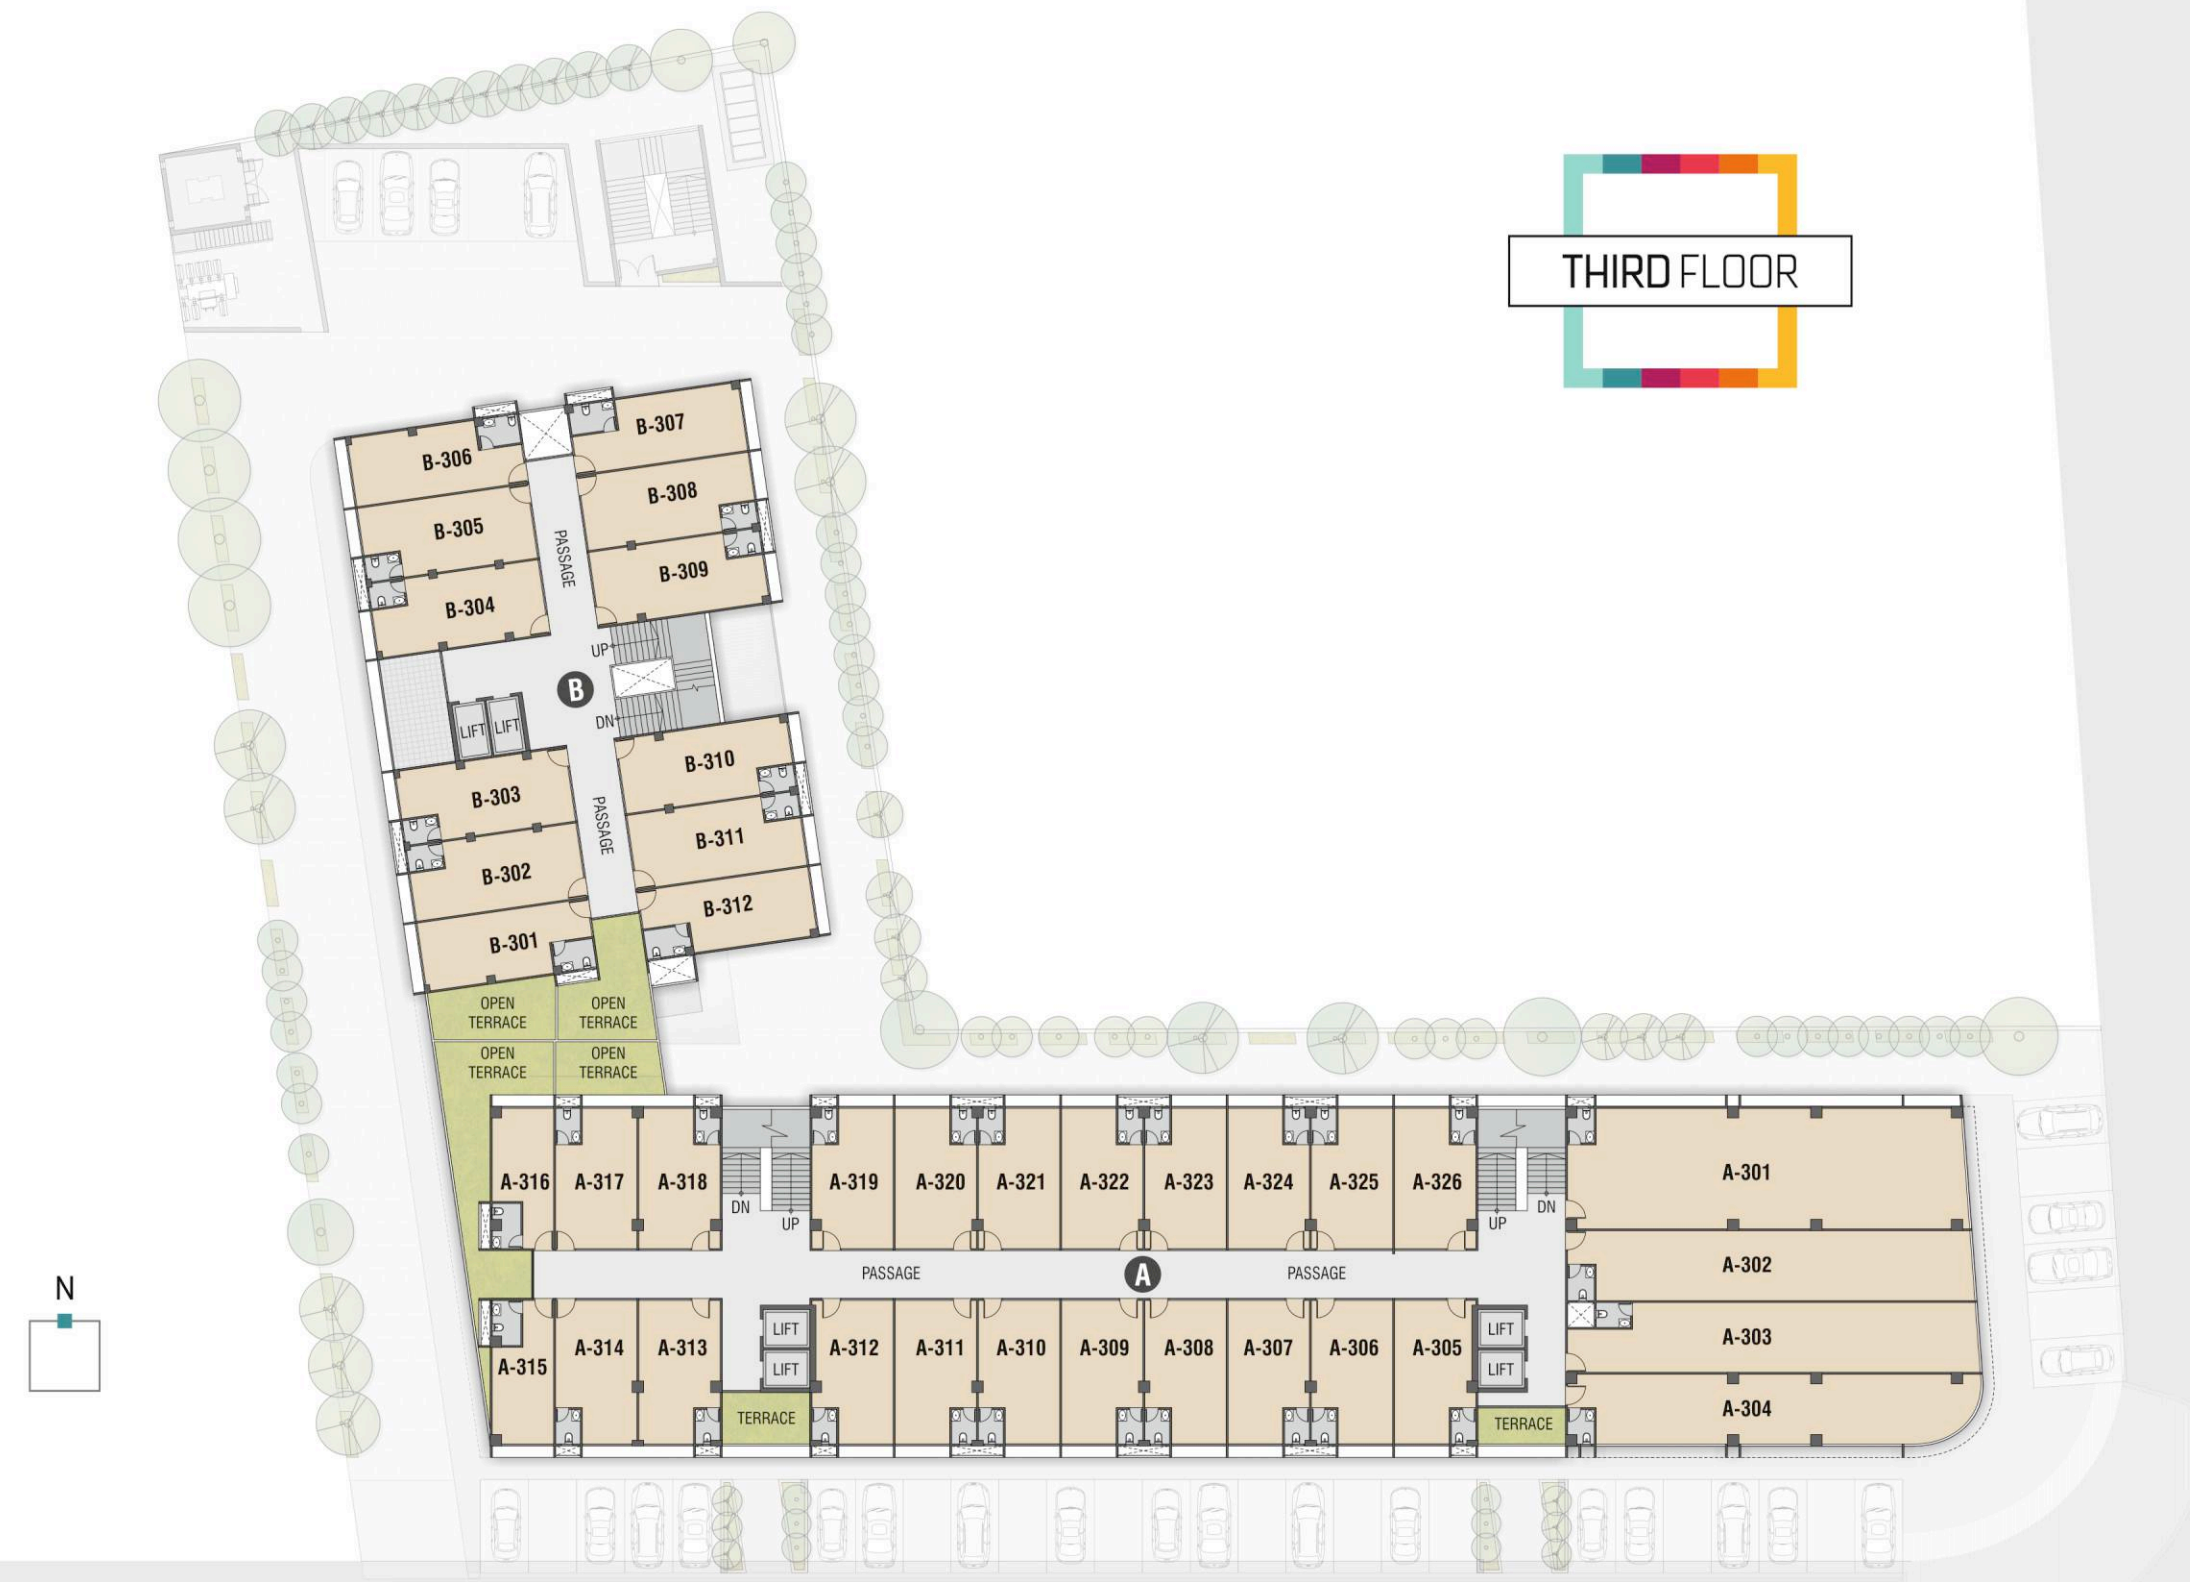 THIRD FLOOR
B-307
B-306
B-308
B-305
PASSAGE
B-309
B-304
UP
B
DN
LIFT
LIFT
B-310
B-303
PASSAGE
B-311
B-302
B-312
B-301
OPEN
TERRACE
OPEN
TERRACE
OPEN
TERRACE
OPEN
TERRACE
A-316
A-317
A-318
DN
UP
A-319
A-320
A-321
A-322
A-323
A-324
A-325
A-326
UP
DN
A-301
A-302
PASSAGE
A
PASSAGE
N
A-303
A-315
A-314
A-313
LIFT
LIFT
A-312
A-311
A-310
A-309
A-308
A-307
A-306
A-305
LIFT
LIFT
A-304
TERRACE
TERRACE